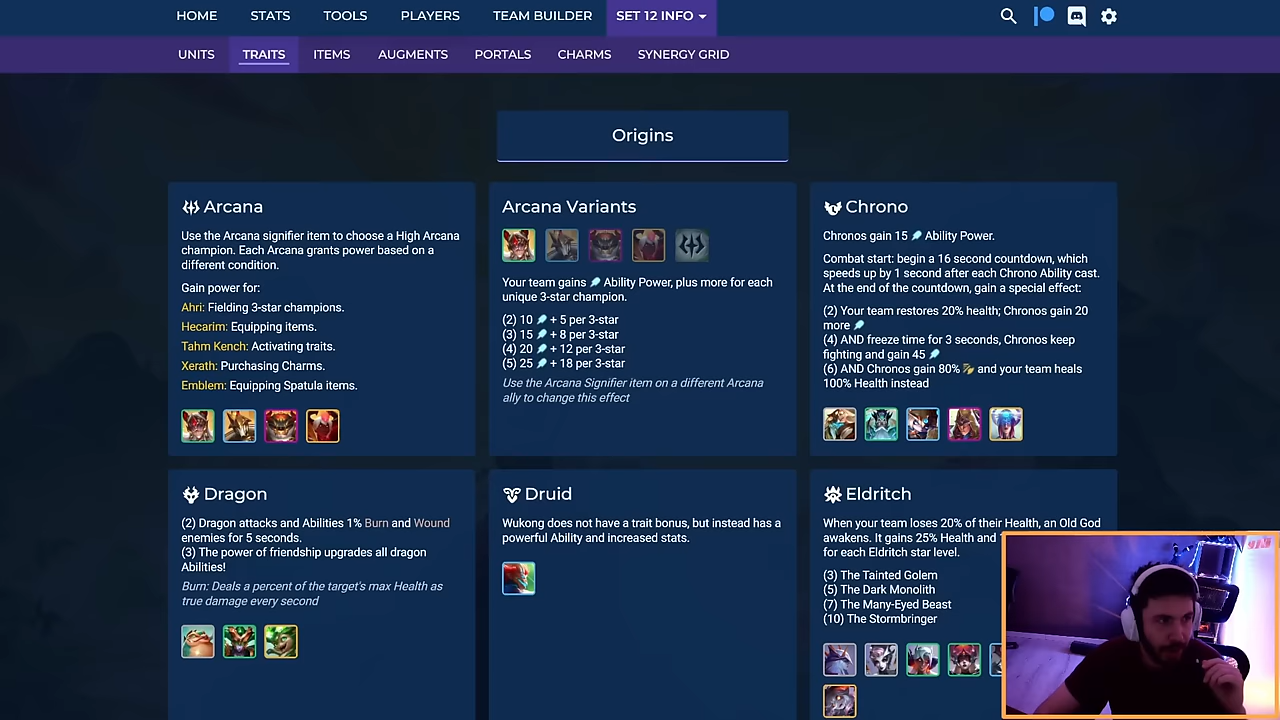 HOME STATS TOOLS PLAYERS TEAM BUILDER SET 12 INFO
UNITS TRAITS ITEMS AUGMENTS PORTALS CHARMS SYNERGY GRID
Origins
Arcana
Use the Arcana signifier item to choose a High Arcana
champion. Each Arcana grants power based on a
different condition.
Gain power for:
Ahri: Fielding 3-star champions.
Hecarim: Equipping items.
Tahm Kench: Activating traits.
Xerath: Purchasing Charms.
Emblem: Equipping Spatula items.
Arcana Variants
Your team gains Ability Power, plus more for each
unique 3-star champion.
(2) 10 + 5 per 3-star
(3) 15 + 8 per 3-star
(4) 20 + 12 per 3-star
(5) 25 + 18 per 3-star
Use the Arcana Signifier item on a different Arcana
ally to change this effect
Chrono
Chronos gain 15 Ability Power.
Combat start: begin a 16 second countdown, which
speeds up by 1 second after each Chrono Ability cast.
At the end of the countdown, gain a special effect:
(2) Your team restores 20% health; Chronos gain 20
more
(4) AND freeze time for 3 seconds, Chronos keep
fighting and gain 45
(6) AND Chronos gain 80% and your team heals
100% Health instead
Dragon
(2) Dragon attacks and Abilities 1% Burn and Wound
enemies for 5 seconds.
(3) The power of friendship upgrades all dragon
Abilities!
Burn: Deals a percent of the target's max Health as
true damage every second
Druid
Wukong does not have a trait bonus, but instead has a
powerful Ability and increased stats.
Eldritch
When your team loses 20% of their Health, an Old God
awakens. It gains 25% Health and
for each Eldritch star level.
(3) The Tainted Golem
(5) The Dark Monolith
(7) The Many-Eyed Beast
(10) The Stormbringer